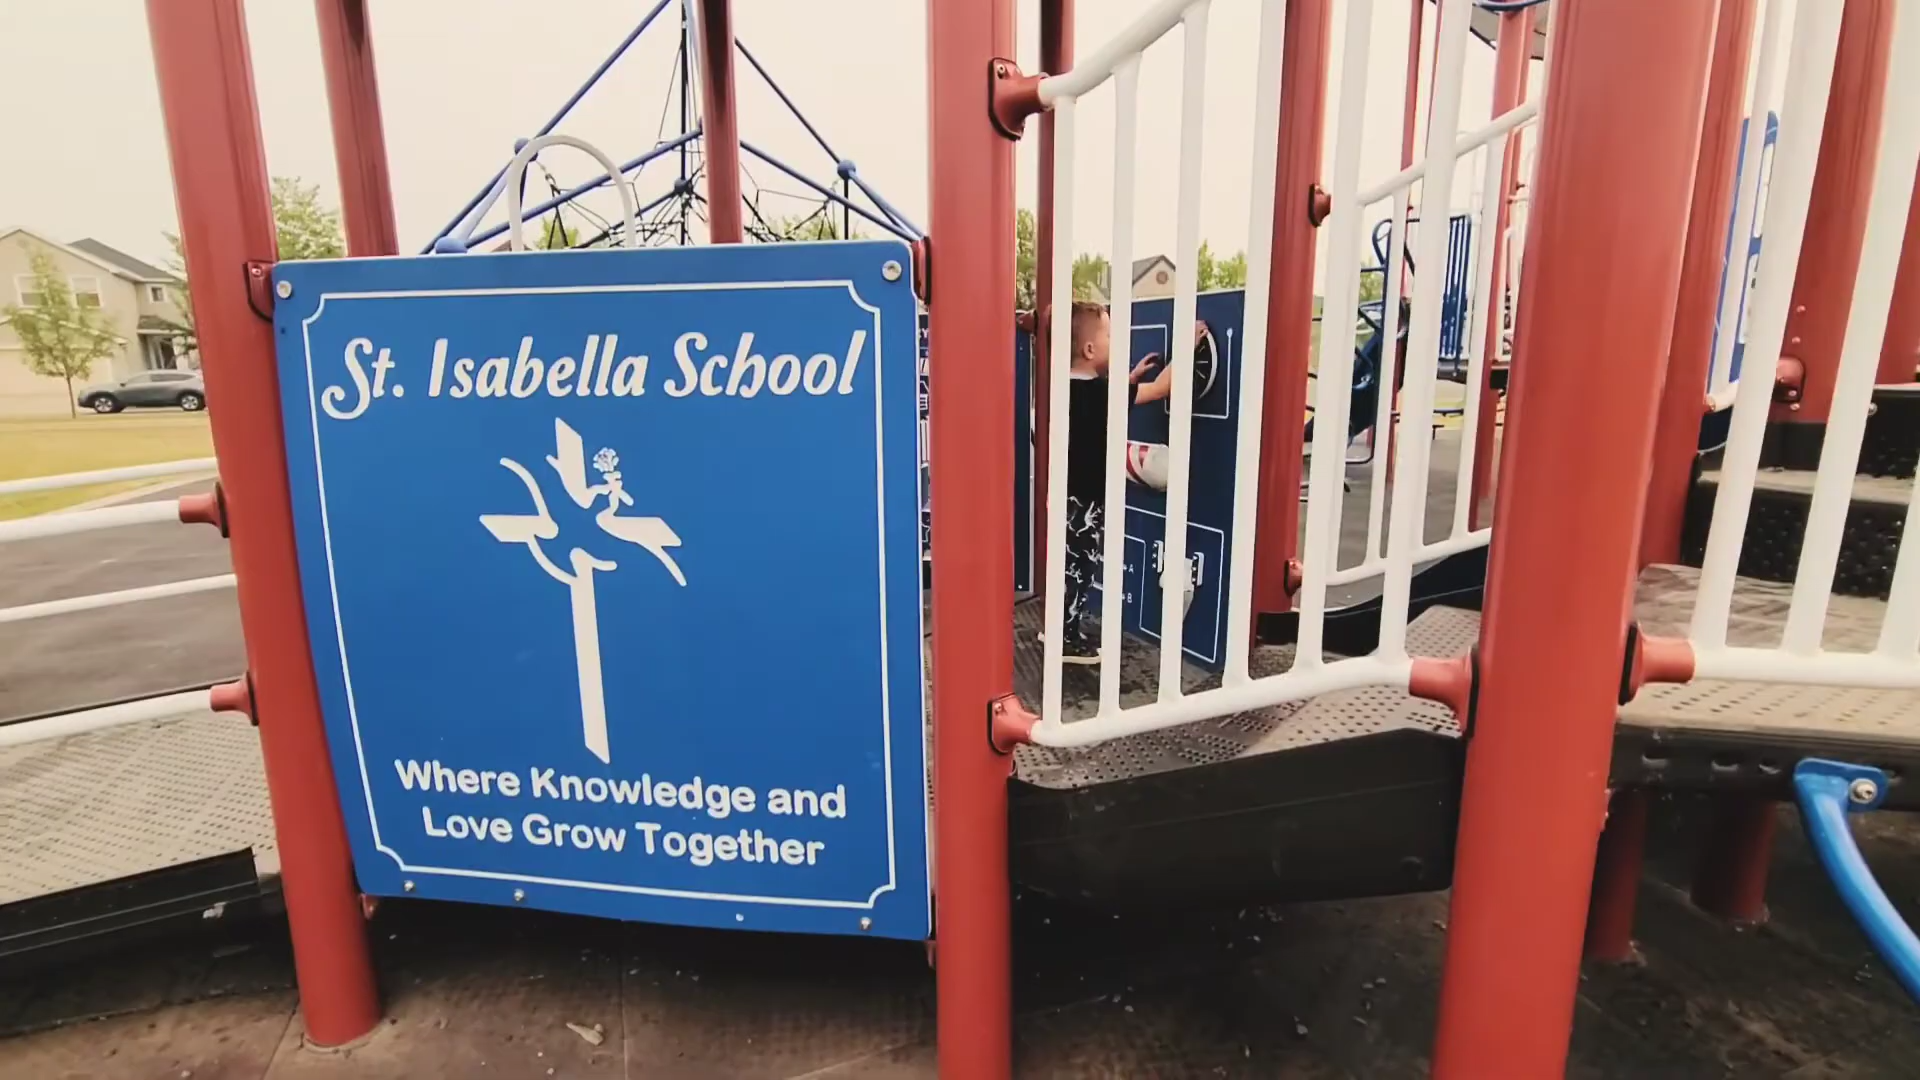 St. Isabella School
Where Knowledge and
Love Grow Together
A
B